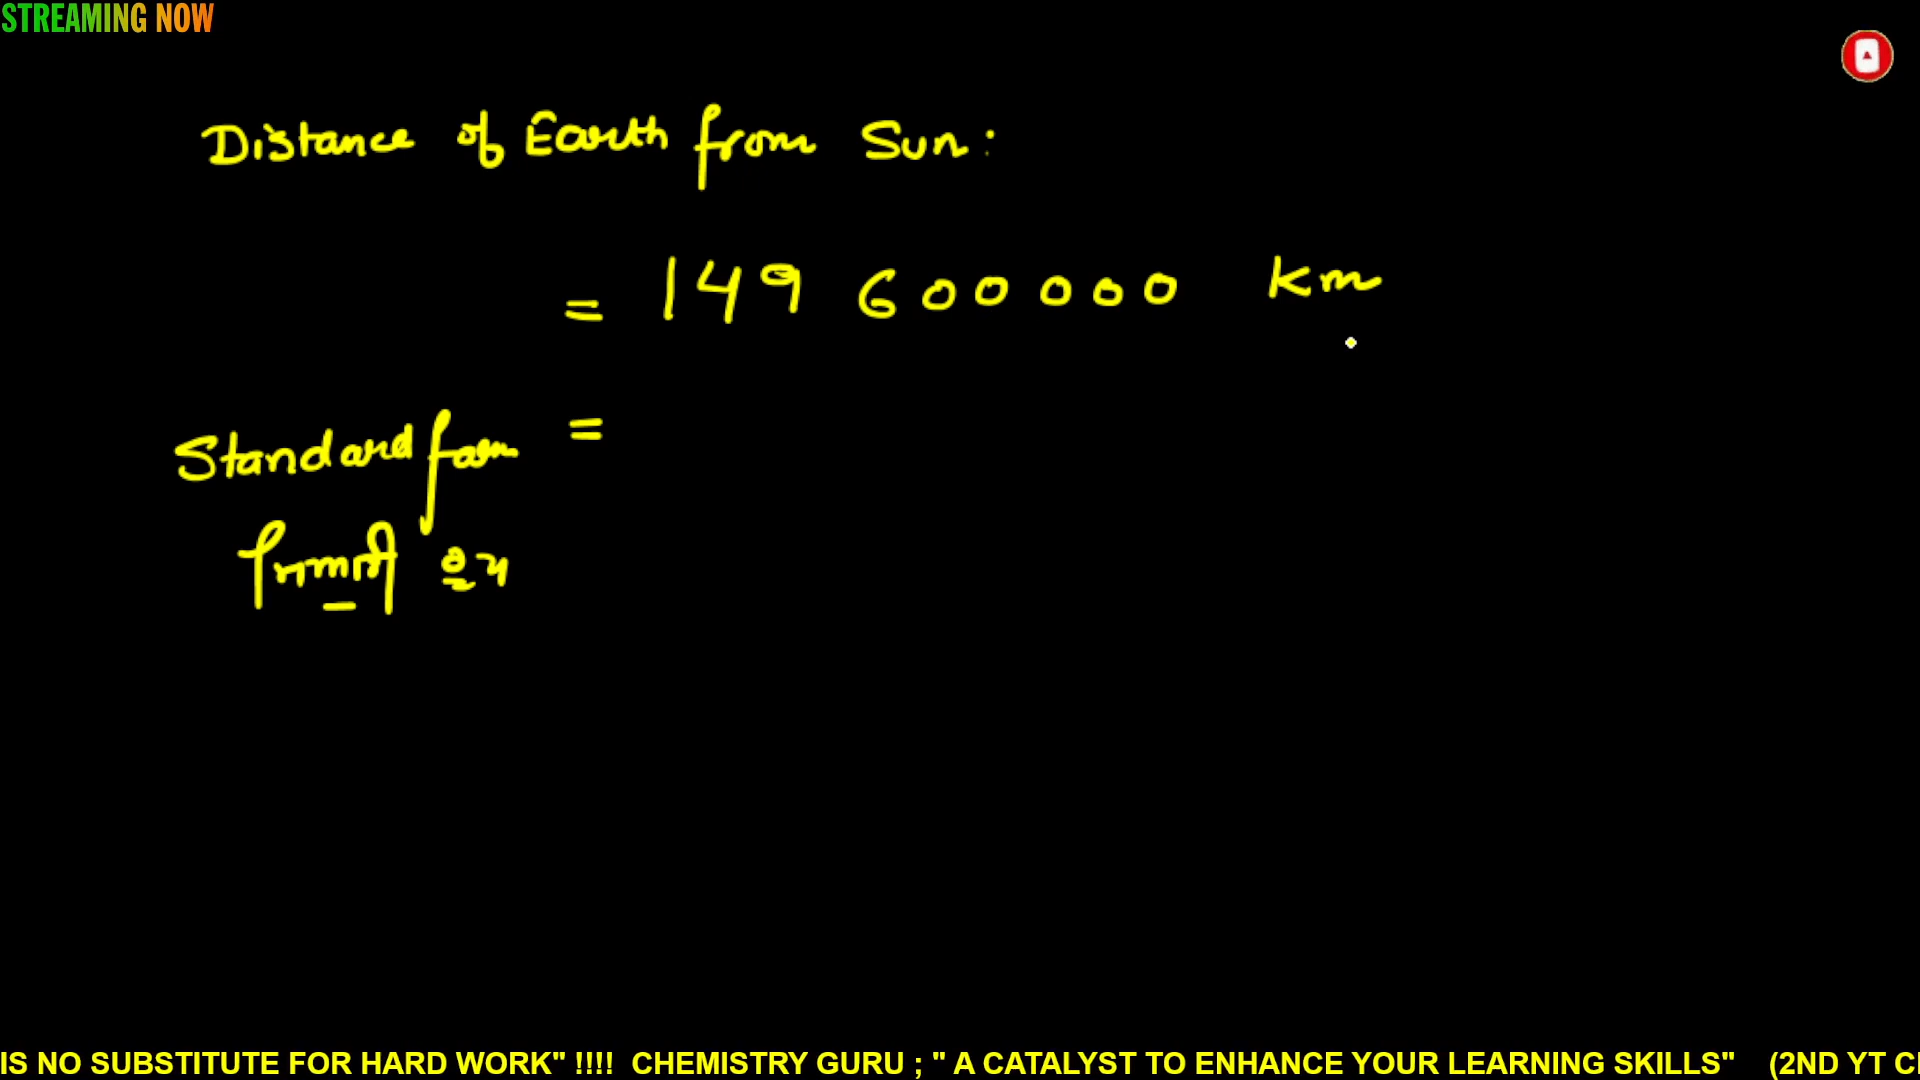 STREAMING NOW
Distance of Earth from Sun:
= 149 600000 km
Standard form =
IS NO SUBSTITUTE FOR HARD WORK" !!!!  CHEMISTRY GURU ; " A CATALYST TO ENHANCE YOUR LEARNING SKILLS"    (2ND YT C